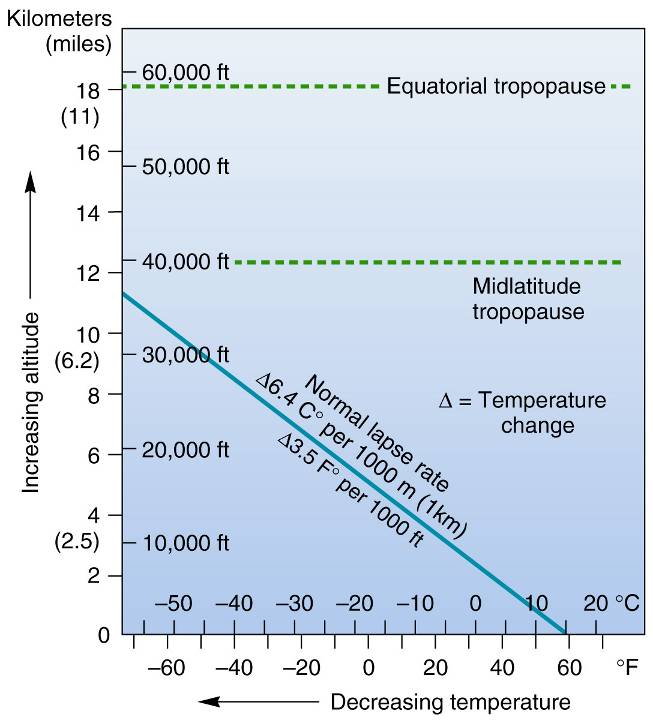 Kilometers
(miles)
60,000 ft
18
Equatorial tropopause
(11)
16
50,000 ft
14
12
40,000 ft
Midlatitude
tropopause
10
(6.2)
30,000 ft
8
Δ = Temperature
change
Normal lapse rate
Δ6.4 C° per 1000 m (1km)
Δ3.5 F° per 1000 ft
6
20,000 ft
4
(2.5)
10,000 ft
2
Increasing altitude
–50 –40 –30 –20 –10 0 10 20 °C
0
–60 –40 –20 0 20 40 60 °F
Decreasing temperature